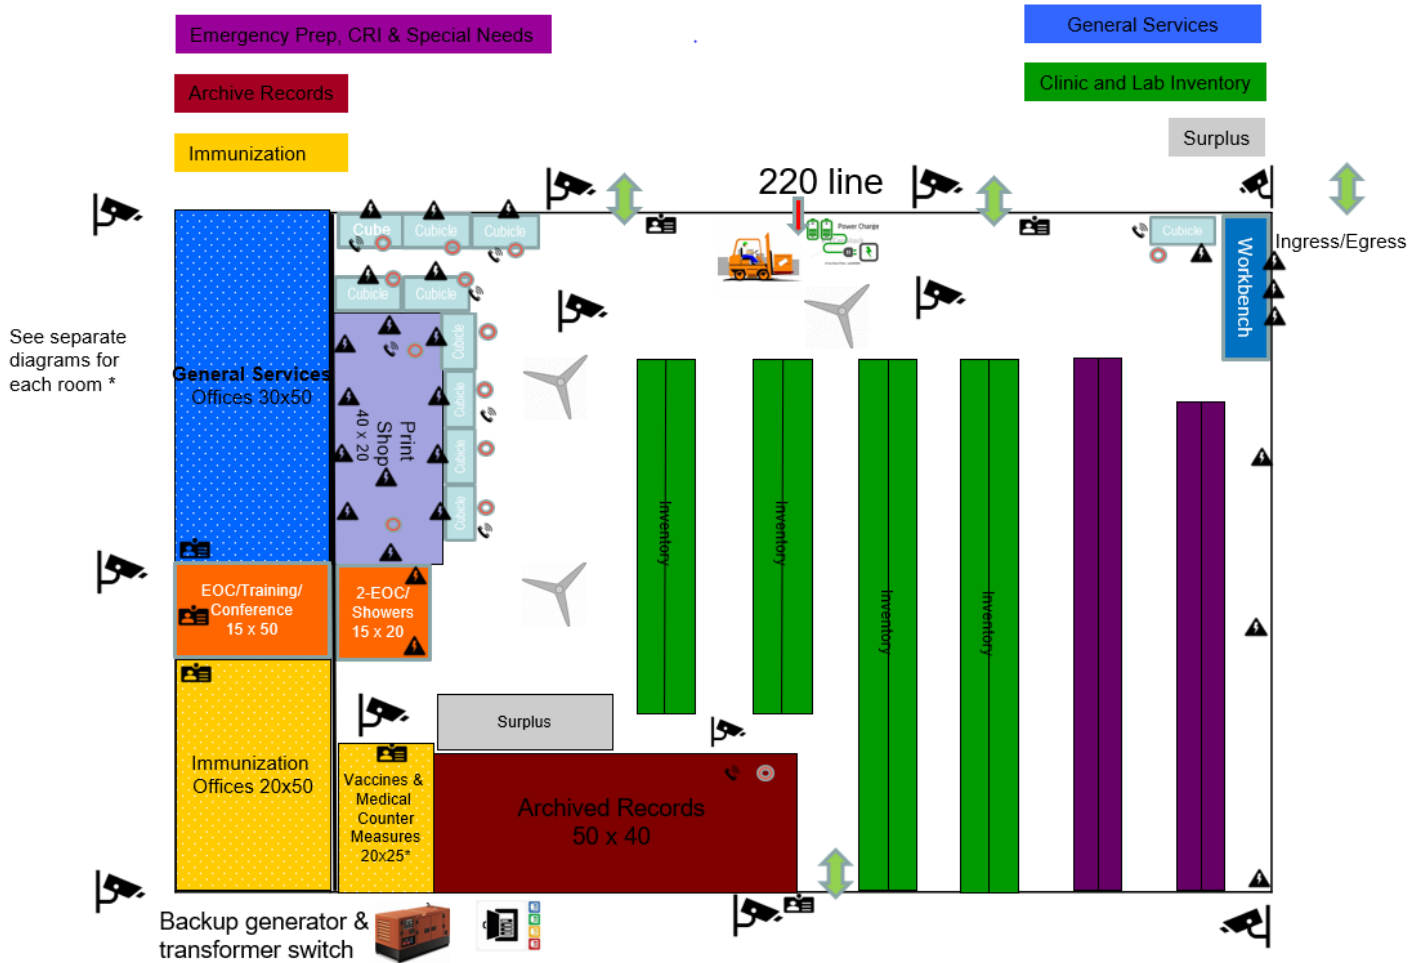 Emergency Prep, CRI & Special Needs
General Services
Archive Records
Clinic and Lab Inventory
Immunization
Surplus
220 line
Cube
Cubicle
Cubicle
Power Charge
Cubicle
Workbench
Ingress/Egress
Cubicle
Cubicle
See separate
diagrams for
each room *
General Services
Offices 30x50
Print
Shop
40 x 20
Cubicle
Cubicle
Cubicle
Cubicle
Inventory
Inventory
Inventory
Inventory
EOC/Training/
Conference
15 x 50
2-EOC/
Showers
15 x 20
Surplus
Immunization
Offices 20x50
Vaccines &
Medical
Counter
Measures
20x25*
Archived Records
50 x 40
Backup generator &
transformer switch